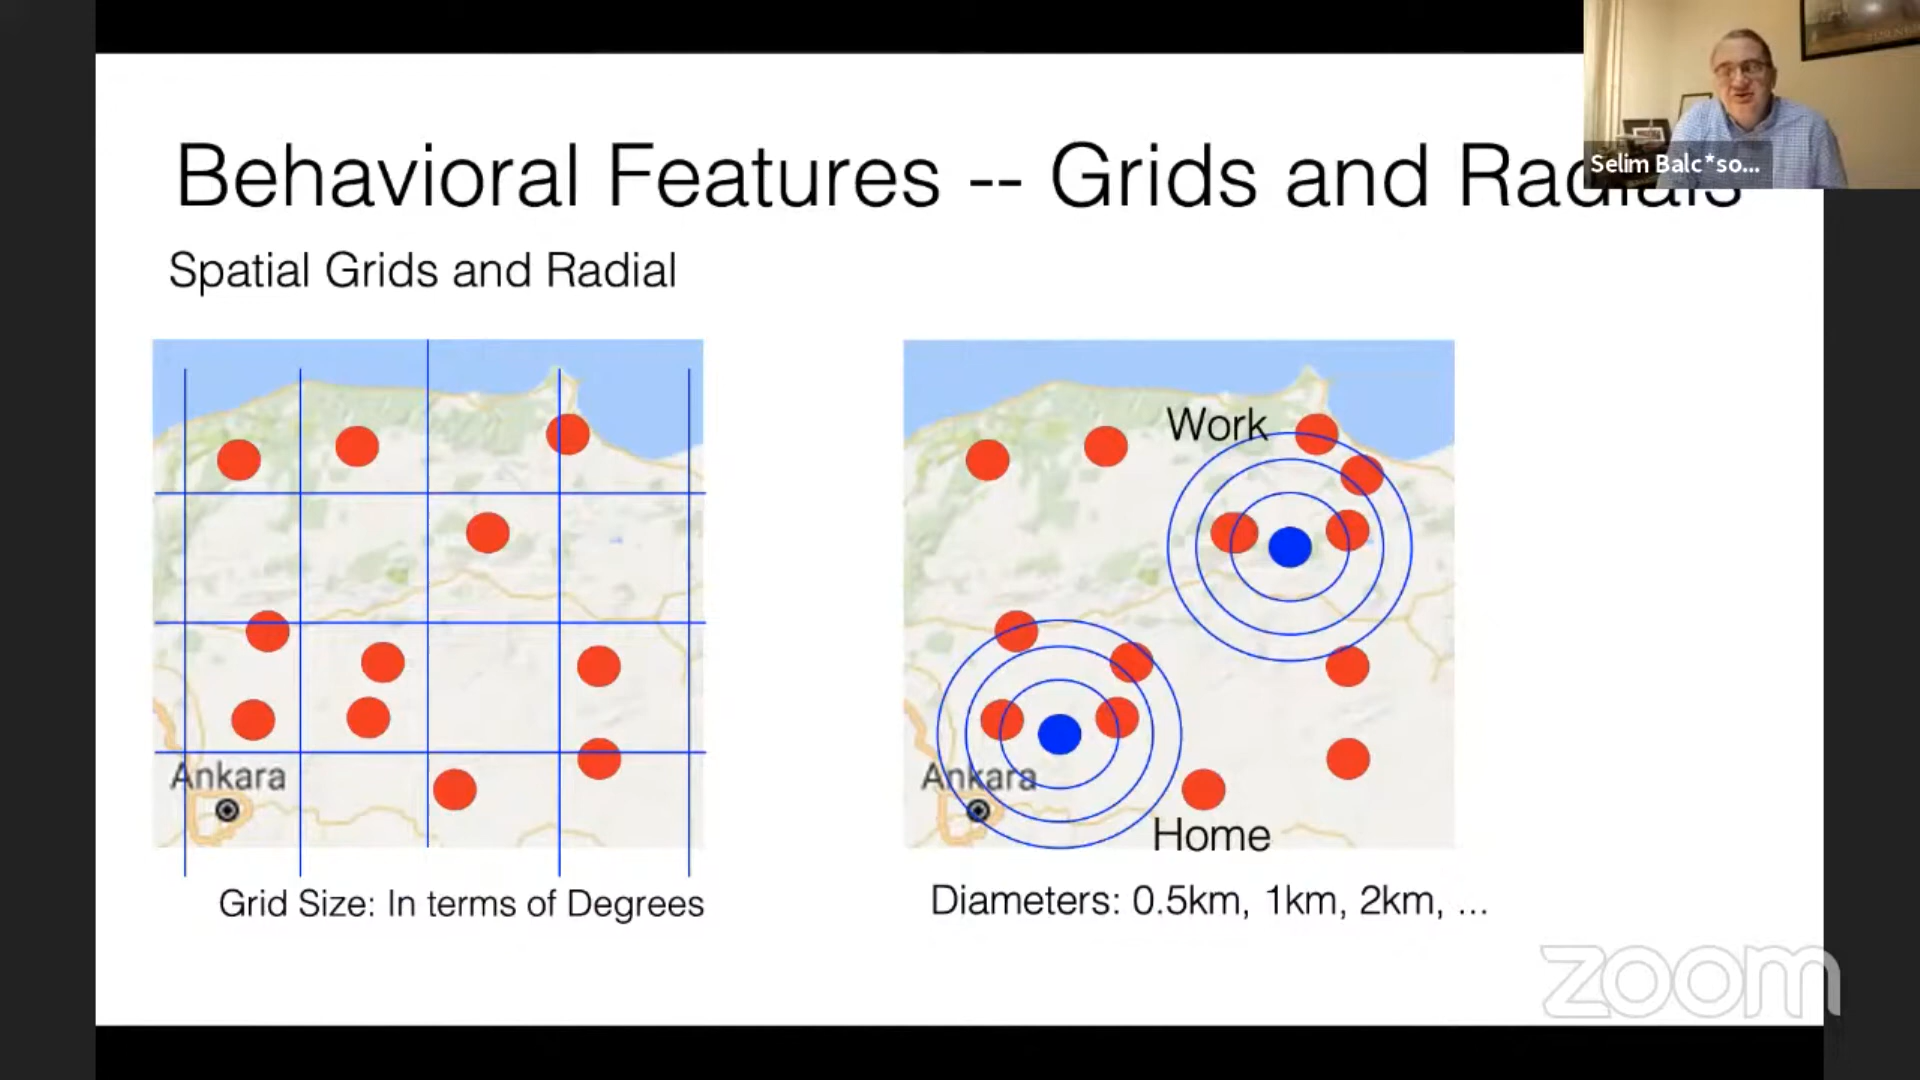 Behavioral Features -- Grids and Radials
Selim Balc*so...
Spatial Grids and Radial
Work
Ankara
Ankara
Home
Grid Size: In terms of Degrees
Diameters: 0.5km, 1km, 2km, ...
zoom